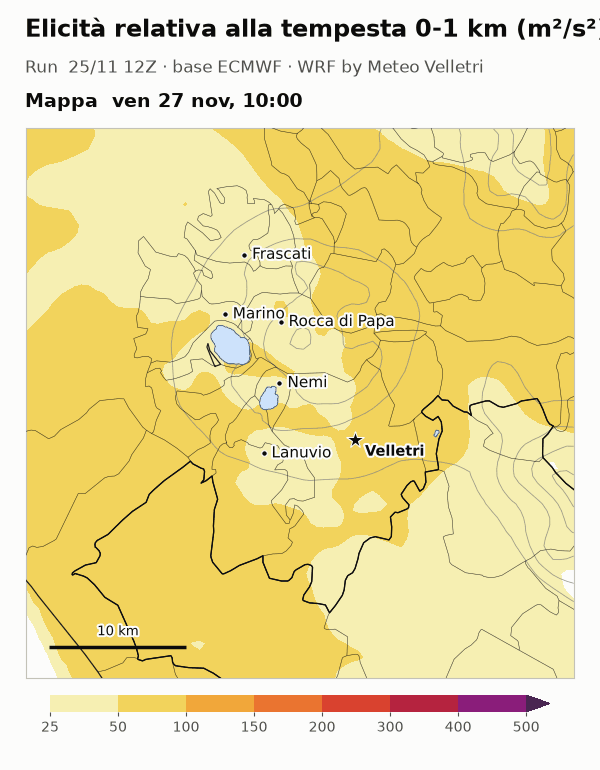 Elicità relativa alla tempesta 0-1 km (m²/s²)
Run  25/11 12Z · base ECMWF · WRF by Meteo Velletri
Mappa  ven 27 nov, 10:00
Frascati
Marino
Rocca di Papa
Nemi
Velletri
Lanuvio
10 km
25 50 100 150 200 300 400 500